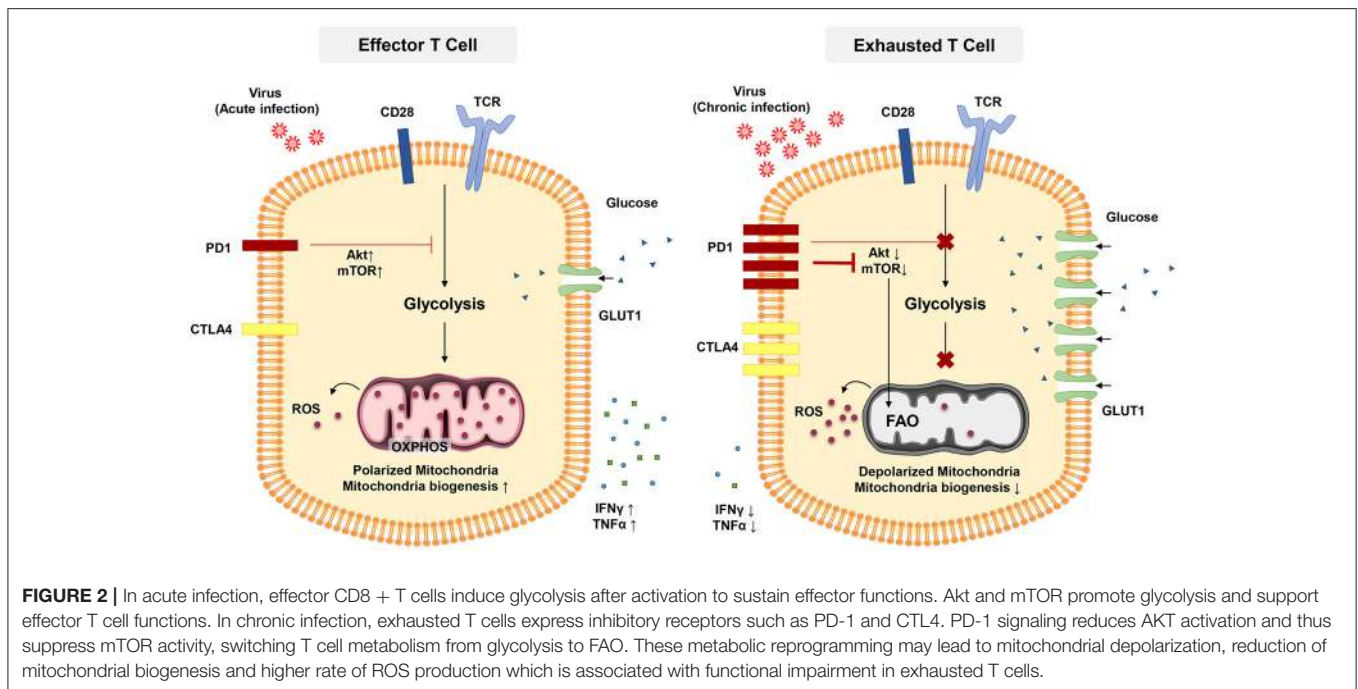 Effector T Cell
Virus
(Acute infection)
CD28
TCR
Glucose
PD1
Akt↑
mTOR↑
Glycolysis
GLUT1
CTLA4
ROS
OXPHOS
Polarized Mitochondria
Mitochondria biogenesis ↑
IFNγ ↑
TNFα ↑
Exhausted T Cell
Virus
(Chronic infection)
CD28
TCR
Glucose
PD1
Akt ↓
mTOR↓
Glycolysis
CTLA4
GLUT1
ROS
FAO
Depolarized Mitochondria
Mitochondria biogenesis ↓
IFNγ ↓
TNFα ↓
FIGURE 2 | In acute infection, effector CD8 + T cells induce glycolysis after activation to sustain effector functions. Akt and mTOR promote glycolysis and support
effector T cell functions. In chronic infection, exhausted T cells express inhibitory receptors such as PD-1 and CTL4. PD-1 signaling reduces AKT activation and thus
suppress mTOR activity, switching T cell metabolism from glycolysis to FAO. These metabolic reprogramming may lead to mitochondrial depolarization, reduction of
mitochondrial biogenesis and higher rate of ROS production which is associated with functional impairment in exhausted T cells.